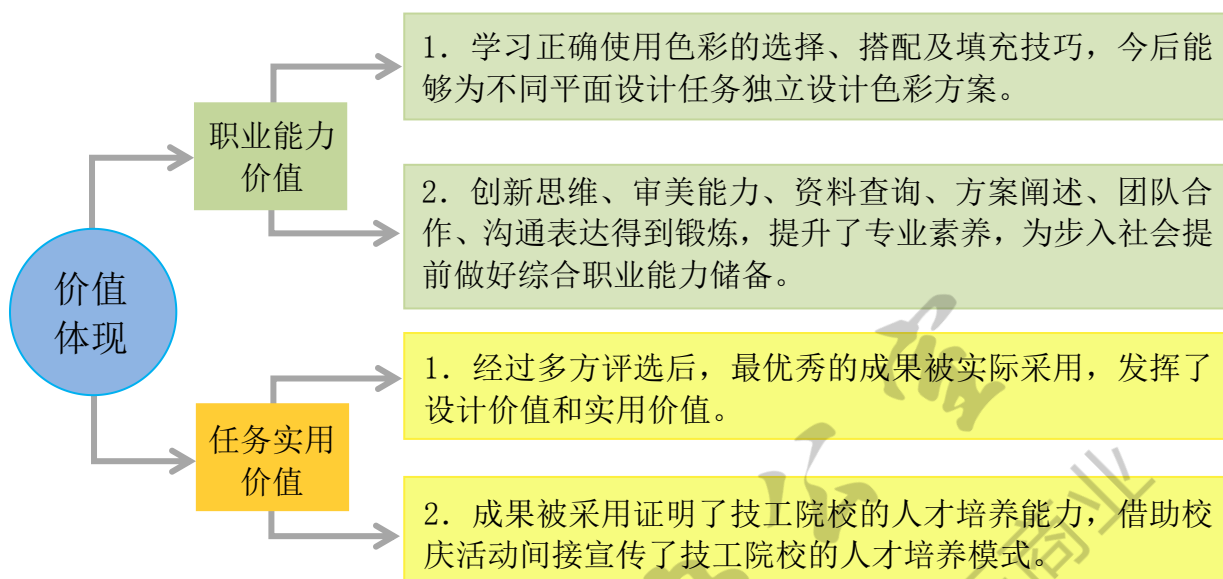 价值
体现
职业能力
价值
1. 学习正确使用色彩的选择、搭配及填充技巧，今后能
够为不同平面设计任务独立设计色彩方案。
2. 创新思维、审美能力、资料查询、方案阐述、团队合
作、沟通表达得到锻炼，提升了专业素养，为步入社会提
前做好综合职业能力储备。
任务实用
价值
1. 经过多方评选后，最优秀的成果被实际采用，发挥了
设计价值和实用价值。
2. 成果被采用证明了技工院校的人才培养能力，借助校
庆活动间接宣传了技工院校的人才培养模式。
商业